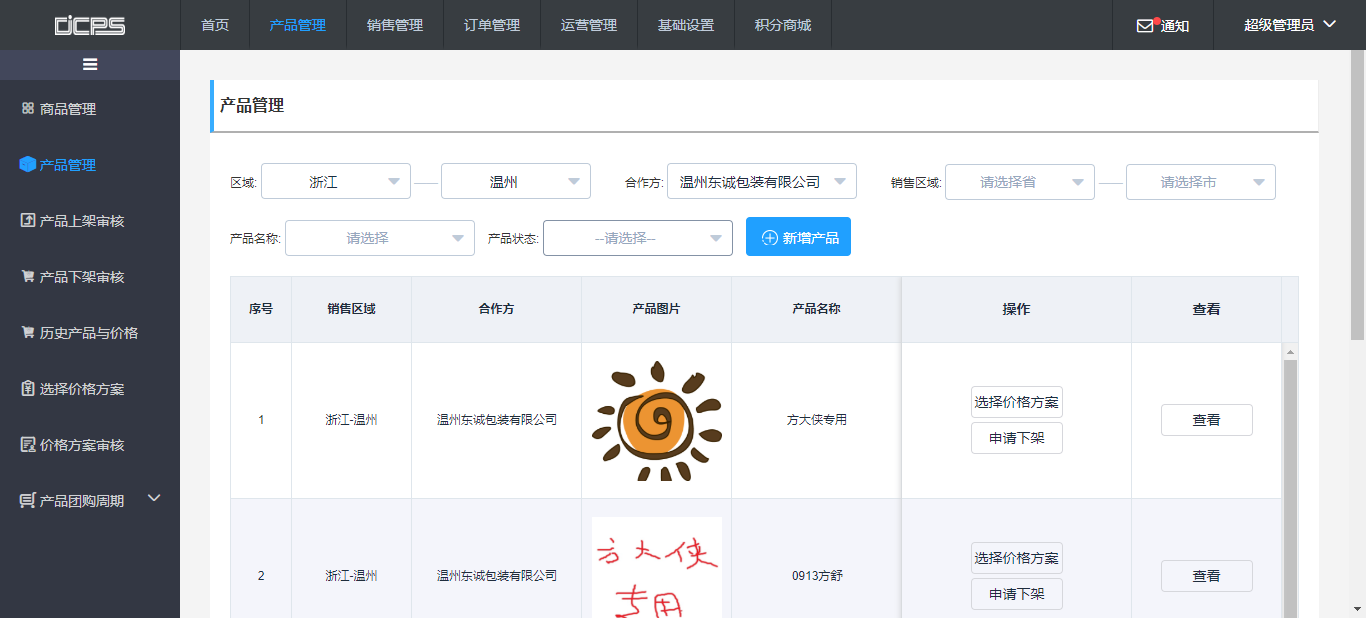 DCPS 首页 产品管理 销售管理 订单管理 运营管理 基础设置 积分商城 通知 超级管理员
商品管理
产品管理
产品上架审核
产品下架审核
历史产品与价格
选择价格方案
价格方案审核
产品团购周期
产品管理
区域: 浙江 温州 合作方: 温州东诚包装有限公司 销售区域: 请选择省 请选择市
产品名称: 请选择 产品状态: --请选择-- 新增产品
序号 销售区域 合作方 产品图片 产品名称 操作 查看
1 浙江-温州 温州东诚包装有限公司 方大侠专用 选择价格方案 查看
申请下架
2 浙江-温州 温州东诚包装有限公司 方大侠 0913方舒 选择价格方案 查看
专用 申请下架